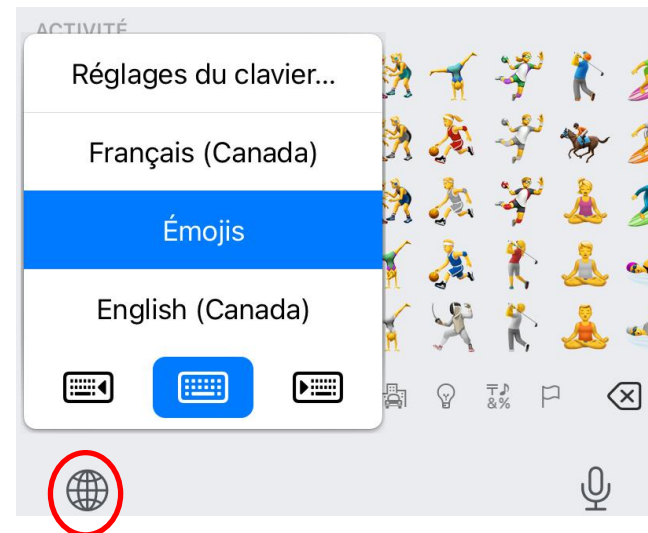 ACTIVITÉ
Réglages du clavier...
Français (Canada)
Émojis
English (Canada)
&%